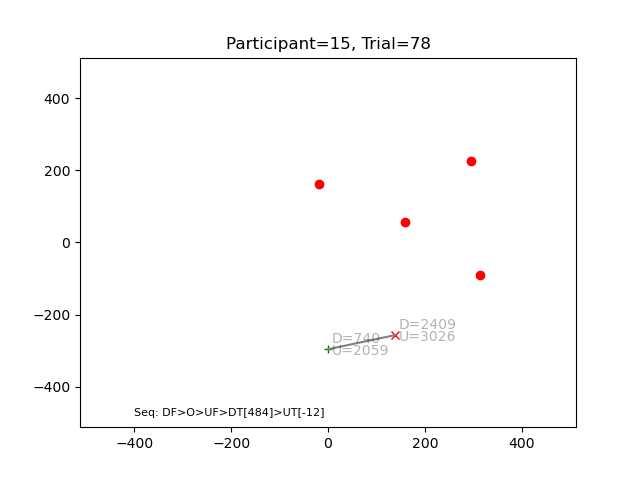 Participant=15, Trial=78
400
200
0
−200
−400
D=2409
U=3026
D=740
U=2059
Seq: DF>O>UF>DT[484]>UT[-12]
−400
−200
0
200
400